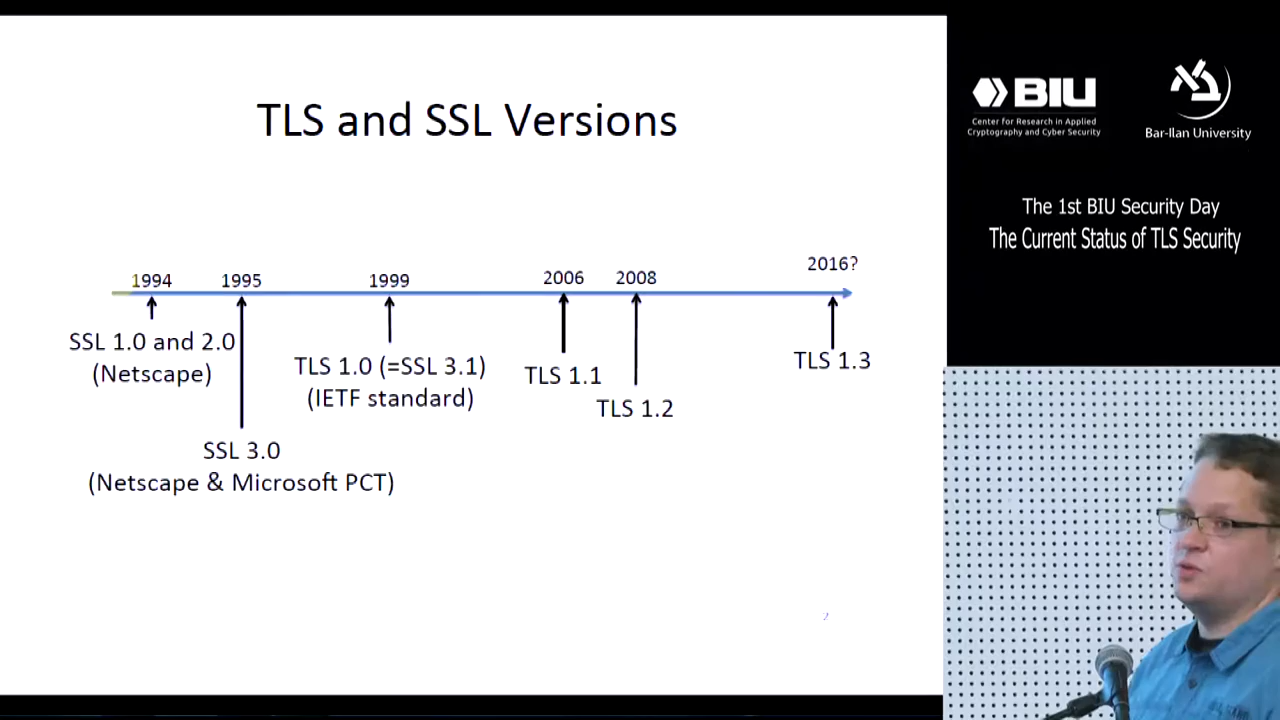 TLS and SSL Versions
1994
1995
1999
2006
2008
2016?
SSL 1.0 and 2.0
(Netscape)
TLS 1.0 (=SSL 3.1)
(IETF standard)
TLS 1.1
TLS 1.2
TLS 1.3
SSL 3.0
(Netscape & Microsoft PCT)
7
BIU
Center for Research in Applied
Cryptography and Cyber Security
Bar-Ilan University
The 1st BIU Security Day
The Current Status of TLS Security